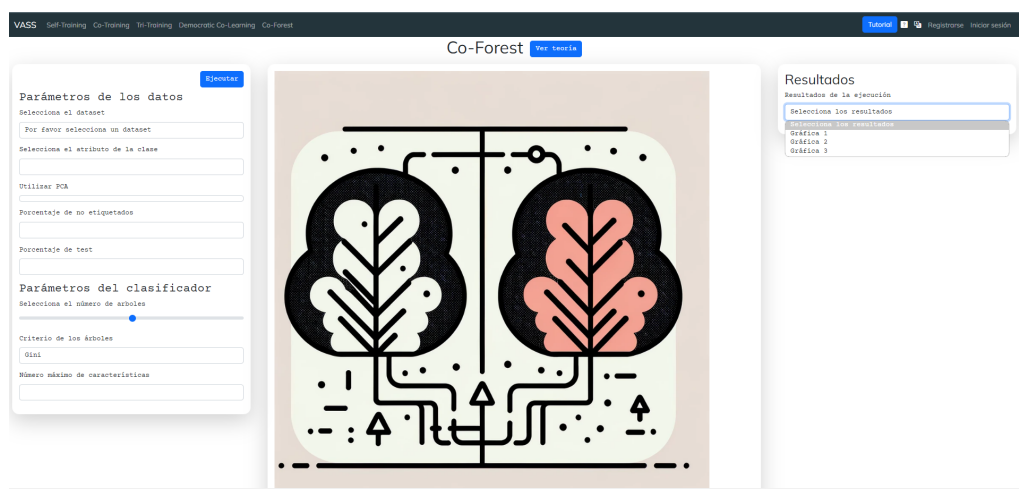 VASS Self-Training Co-Training Tri-Training Democratic Co-Learning Co-Forest Tutorial Registrarse Iniciar sesión
Co-Forest Ver teoría
Ejecutar
Parámetros de los datos
Selecciona el dataset
Por favor selecciona un dataset
Selecciona el atributo de la clase
Utilizar PCA
Porcentaje de no etiquetados
Porcentaje de test
Parámetros del clasificador
Selecciona el número de arboles
Criterio de los árboles
Gini
Número máximo de características
Resultados
Resultados de la ejecución
Selecciona los resultados
Selecciona los resultados
Gráfica 1
Gráfica 2
Gráfica 3